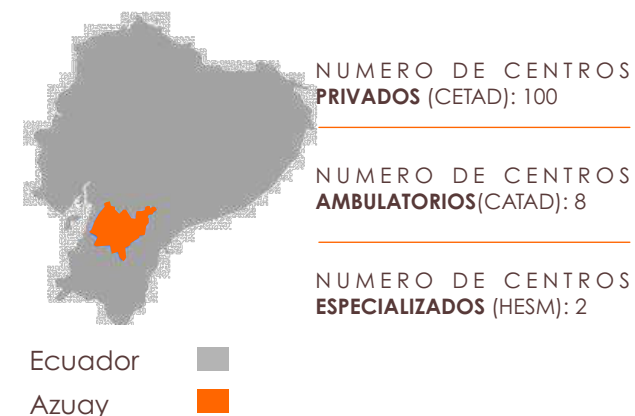 NUMERO DE CENTROS
PRIVADOS (CETAD): 100
NUMERO DE CENTROS
AMBULATORIOS(CATAD): 8
NUMERO DE CENTROS
ESPECIALIZADOS (HESM): 2
Ecuador
Azuay